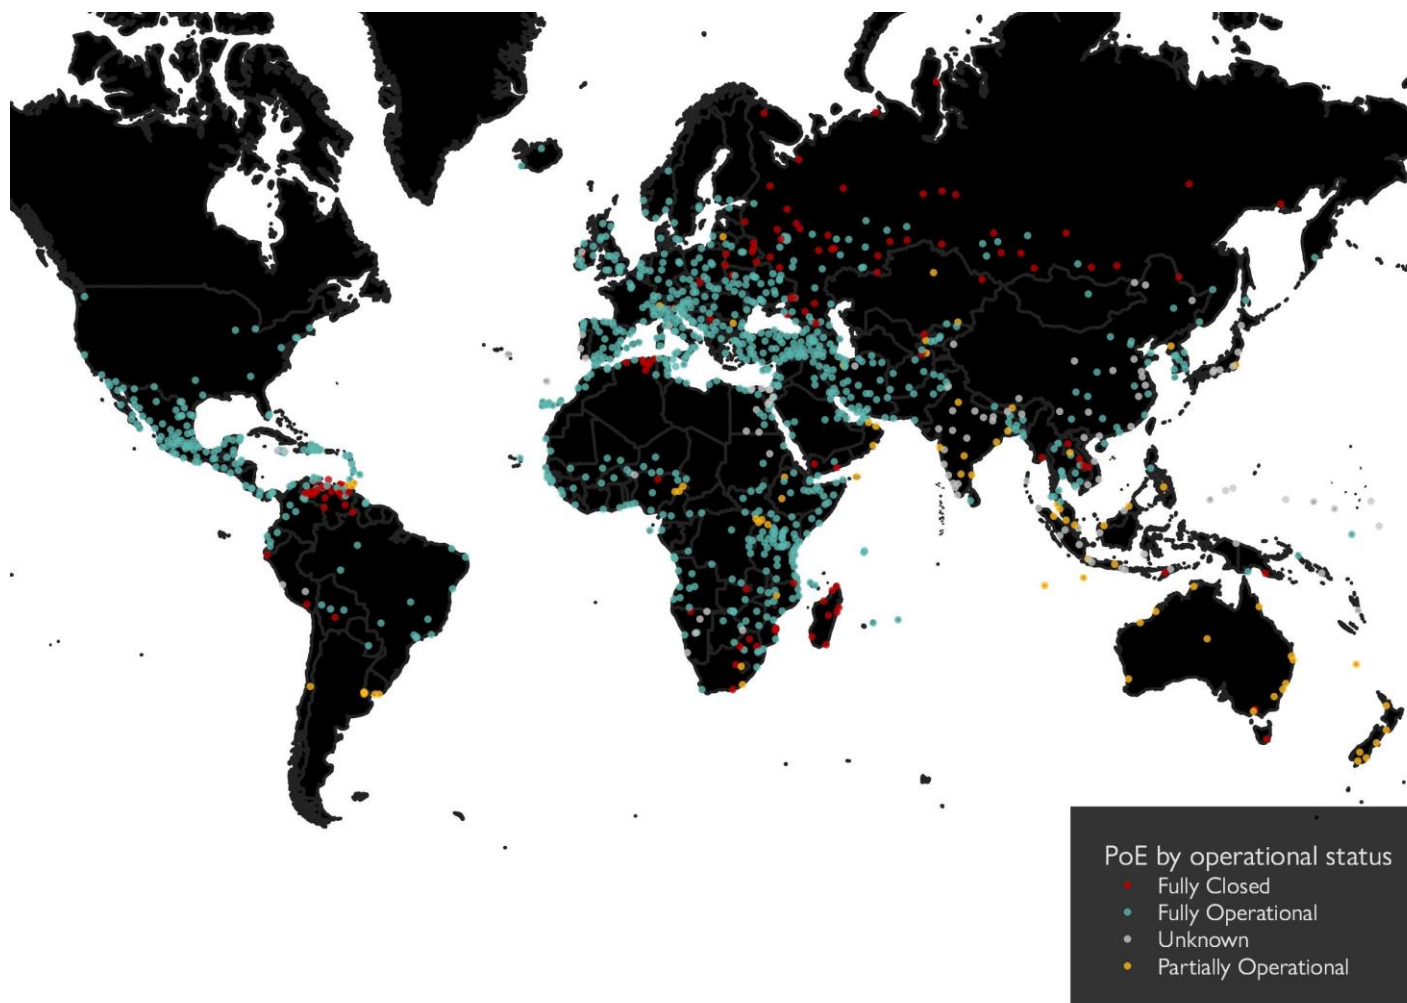 PoE by operational status
Fully Closed
Fully Operational
Unknown
Partially Operational